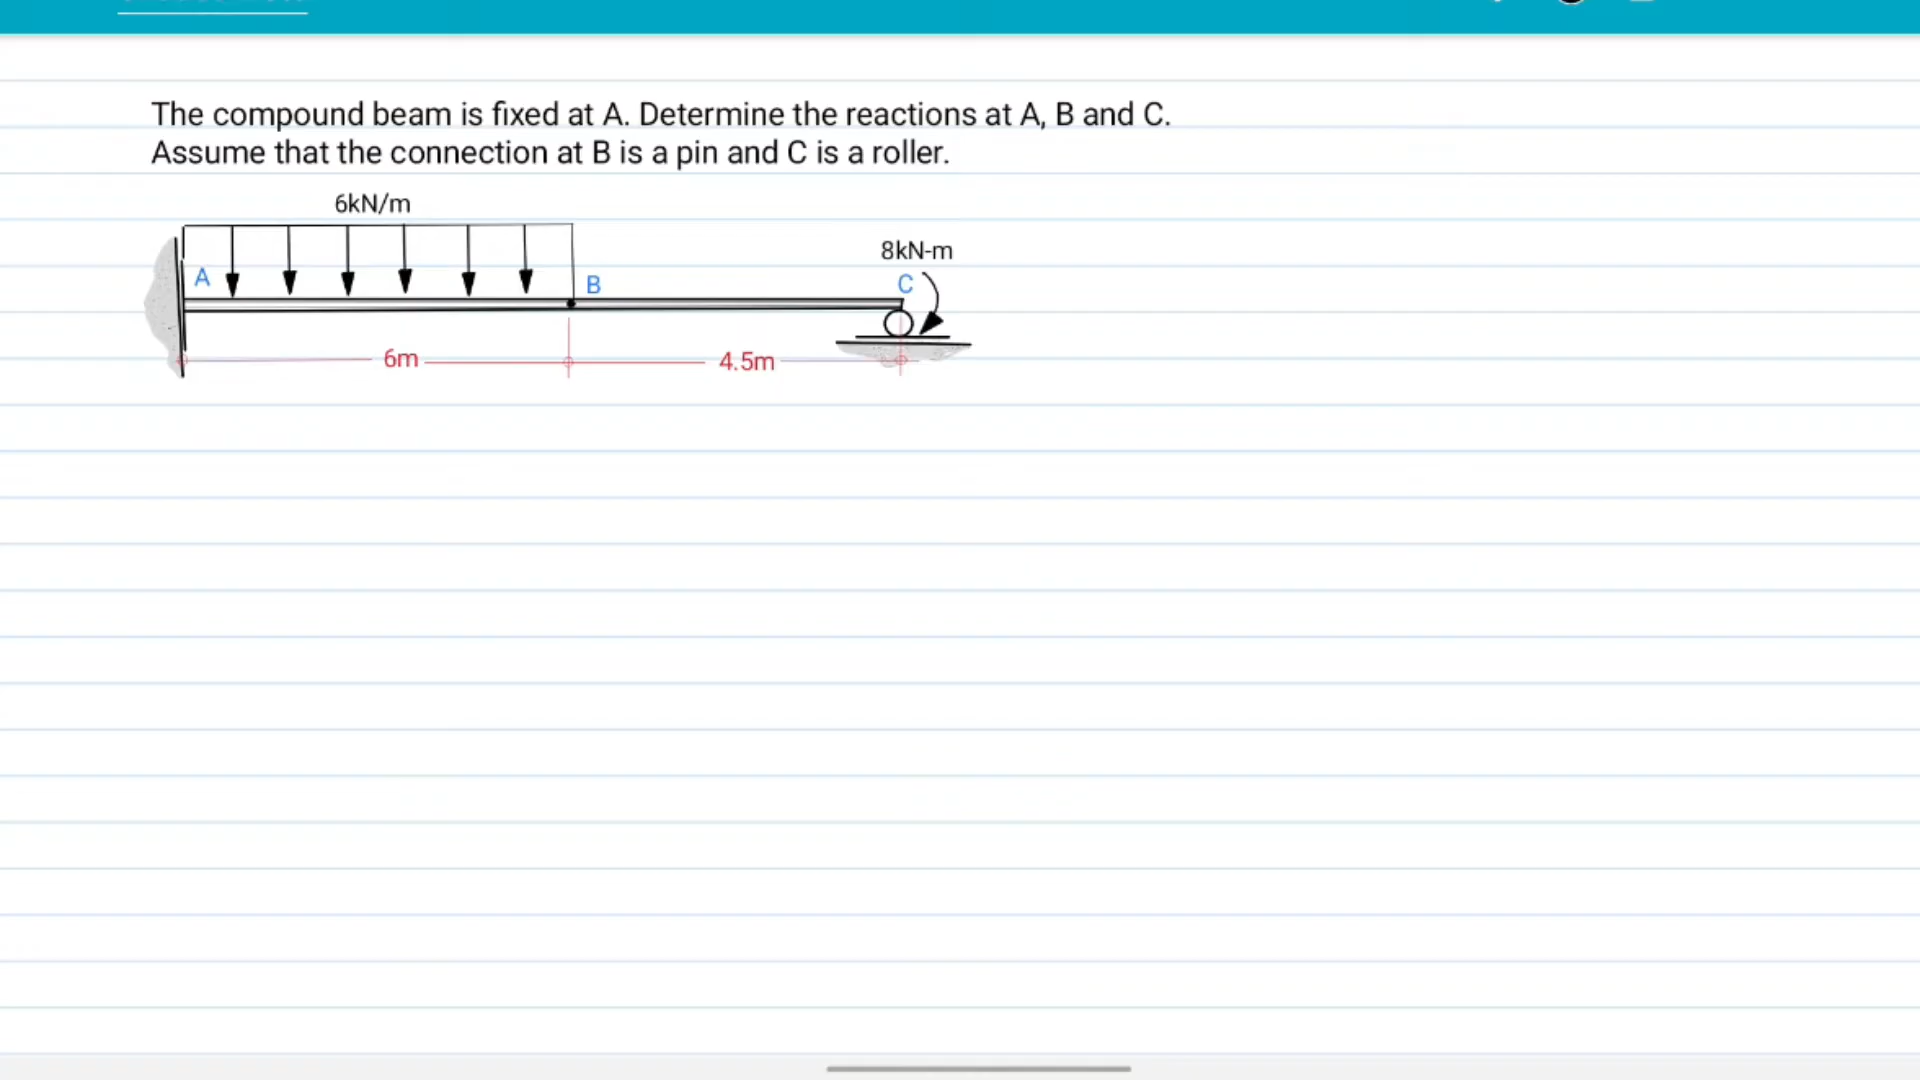 The compound beam is fixed at A. Determine the reactions at A, B and C.
Assume that the connection at B is a pin and C is a roller.
6kN/m
8kN-m
A
B
C
6m
4.5m